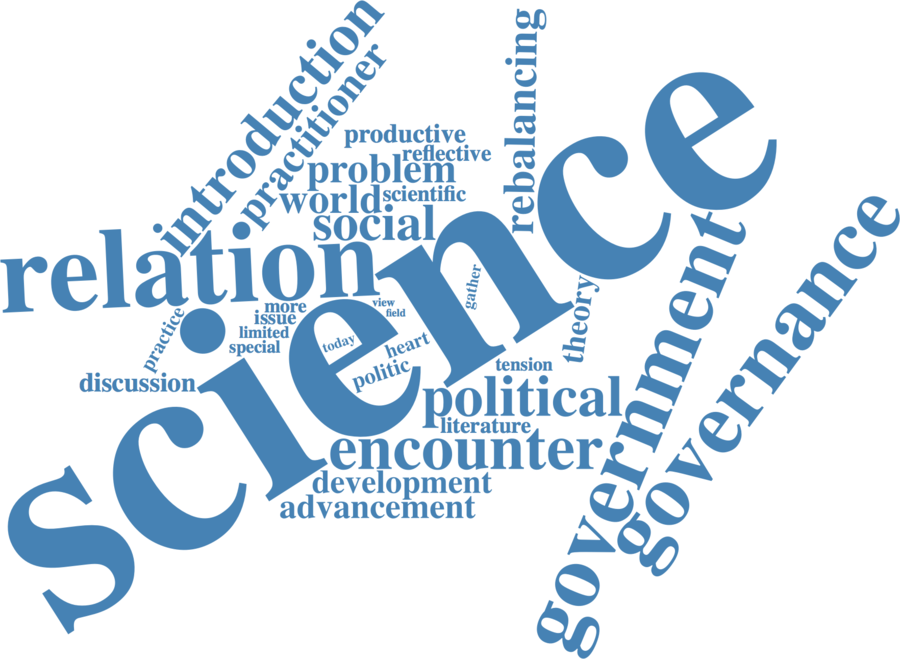 introduction
practitioner
rebalancing
productive
reflective
problem
scientific
world
social
relation
science
government
governance
gather
view
field
more
issue
limited
special
practice
today
heart
politic
theory
tension
discussion
political
literature
encounter
development
advancement